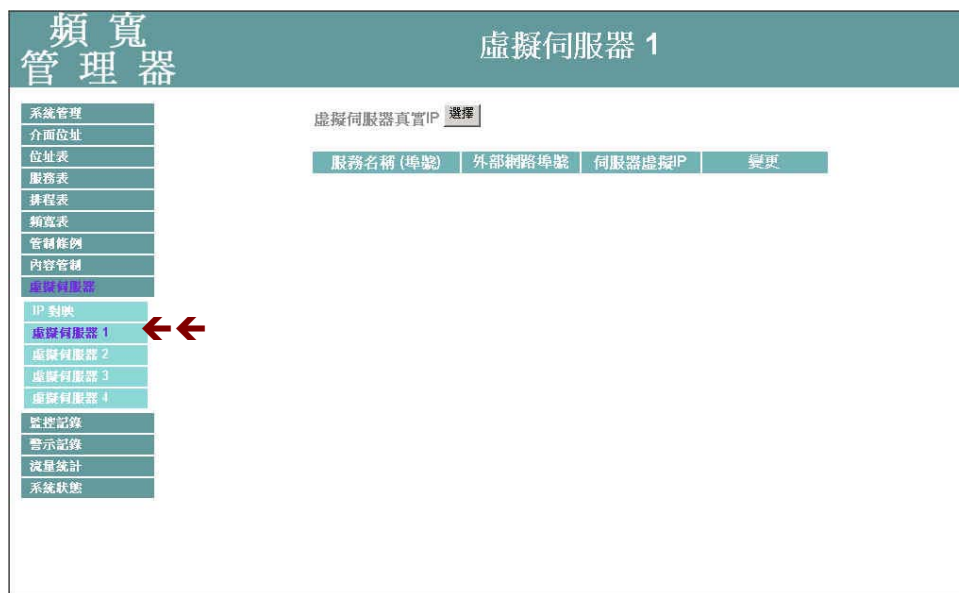 頻 寬
管 理 器
虛擬伺服器 1
系統管理
介面位址
位址表
服務表
排程表
頻寬表
管制條例
內容管制
虛擬伺服器
IP 對映
虛擬伺服器 1
虛擬伺服器 2
虛擬伺服器 3
虛擬伺服器 4
監控記錄
警示記錄
流量統計
系統狀態
虛擬伺服器真實IP 選擇
服務名稱 (埠號) 外部網路埠號 伺服器虛擬IP 變更